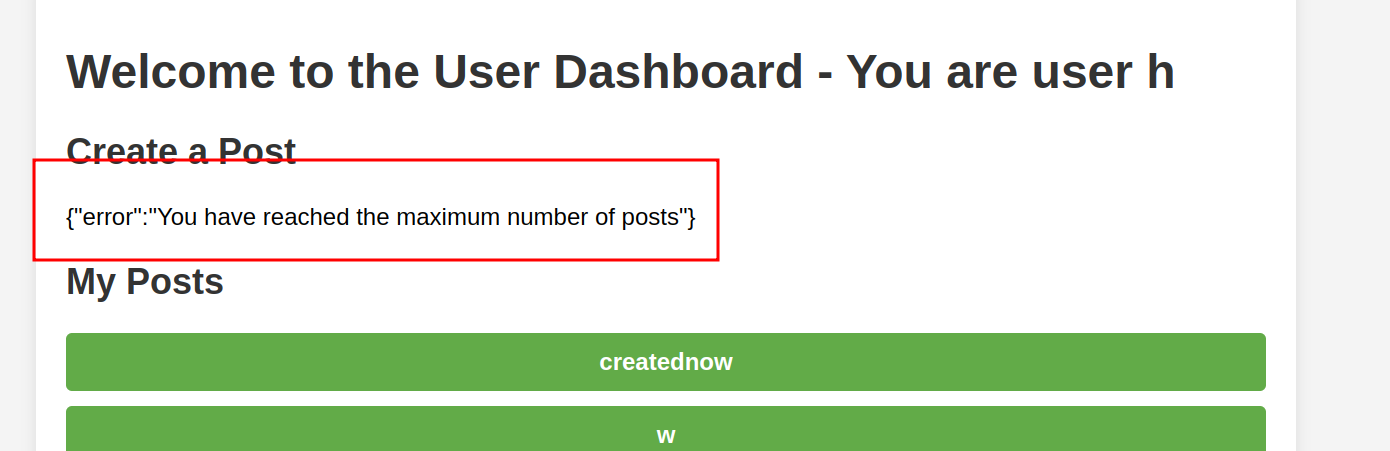 Welcome to the User Dashboard - You are user h
Create a Post
{"error":"You have reached the maximum number of posts"}
My Posts
creatednow
w